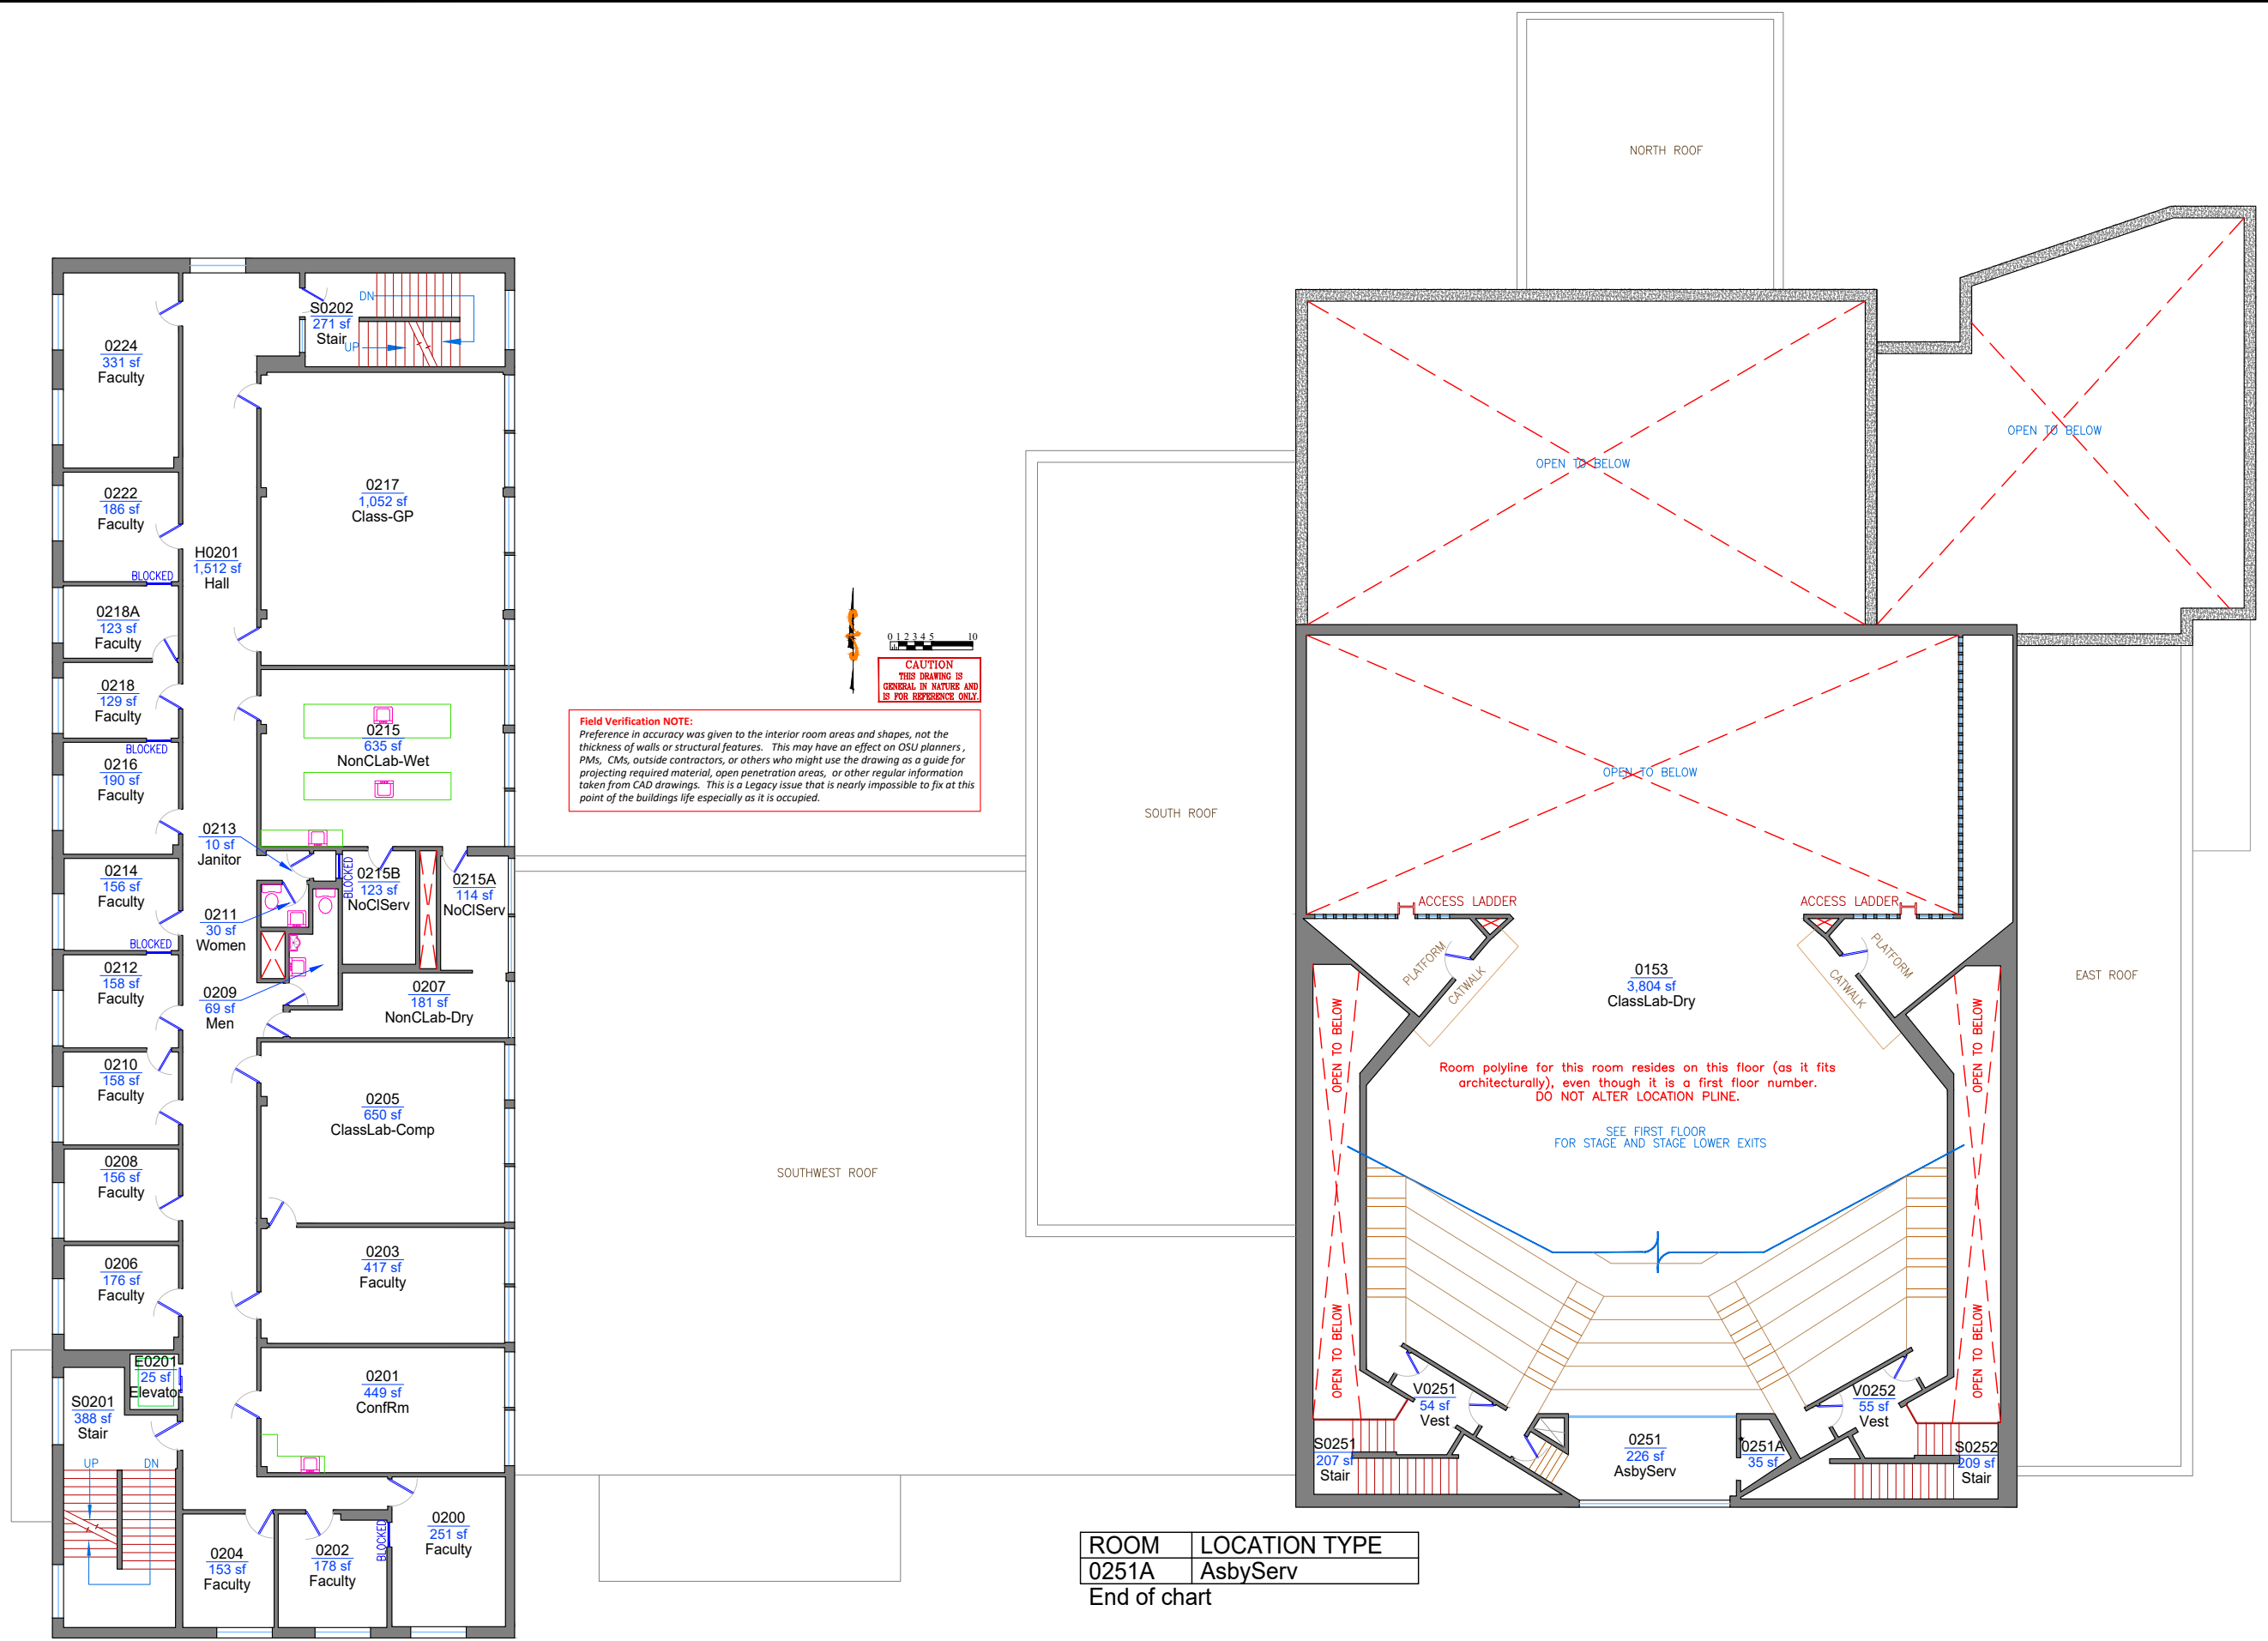 NORTH ROOF
DN
S0202
271 sf
Stair
UP
0224
331 sf
Faculty
0217
1,052 sf
Class-GP
0222
186 sf
Faculty
BLOCKED
H0201
1,512 sf
Hall
0218A
123 sf
Faculty
0218
129 sf
Faculty
BLOCKED
0216
190 sf
Faculty
0215
635 sf
NonCLab-Wet
0213
10 sf
Janitor
0214
156 sf
Faculty
BLOCKED
0211
30 sf
Women
BLOCKED
0215B
123 sf
NoClServ
0215A
114 sf
NoClServ
0212
158 sf
Faculty
0209
69 sf
Men
0207
181 sf
NonCLab-Dry
0210
158 sf
Faculty
0205
650 sf
ClassLab-Comp
0208
156 sf
Faculty
0206
176 sf
Faculty
0203
417 sf
Faculty
E0201
25 sf
Elevator
S0201
388 sf
Stair
UP
DN
0201
449 sf
ConfRm
0204
153 sf
Faculty
0202
178 sf
Faculty
BLOCKED
0200
251 sf
Faculty
0 1 2 3 4 5 10
CAUTION
THIS DRAWING IS
GENERAL IN NATURE AND
IS FOR REFERENCE ONLY.
Field Verification NOTE:
Preference in accuracy was given to the interior room areas and shapes, not the
thickness of walls or structural features. This may have an effect on OSU planners ,
PMs, CMs, outside contractors, or others who might use the drawing as a guide for
projecting required material, open penetration areas, or other regular information
taken from CAD drawings. This is a Legacy issue that is nearly impossible to fix at this
point of the buildings life especially as it is occupied.
SOUTHWEST ROOF
SOUTH ROOF
OPEN TO BELOW
OPEN TO BELOW
OPEN TO BELOW
ACCESS LADDER
ACCESS LADDER
PLATFORM
CATWALK
PLATFORM
CATWALK
0153
3,804 sf
ClassLab-Dry
EAST ROOF
OPEN TO BELOW
OPEN TO BELOW
Room polyline for this room resides on this floor (as it fits
architecturally), even though it is a first floor number.
DO NOT ALTER LOCATION PLINE.
SEE FIRST FLOOR
FOR STAGE AND STAGE LOWER EXITS
OPEN TO BELOW
OPEN TO BELOW
V0251
54 sf
Vest
V0252
55 sf
Vest
S0251
207 sf
Stair
0251
226 sf
AsbyServ
0251A
35 sf
S0252
209 sf
Stair
ROOM LOCATION TYPE
0251A AsbyServ
End of chart